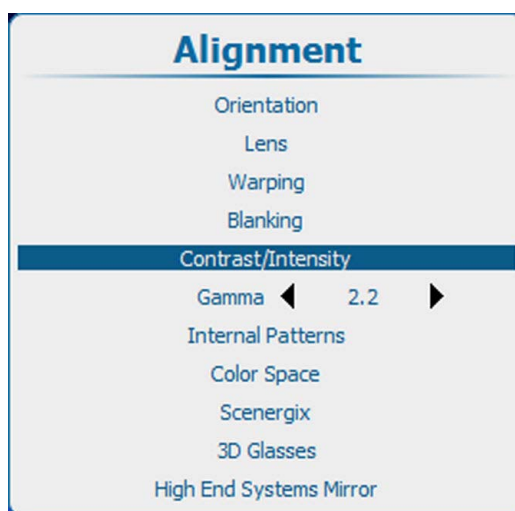 Alignment
Orientation
Lens
Warping
Blanking
Contrast/Intensity
Gamma 2.2
Internal Patterns
Color Space
Scenergix
3D Glasses
High End Systems Mirror